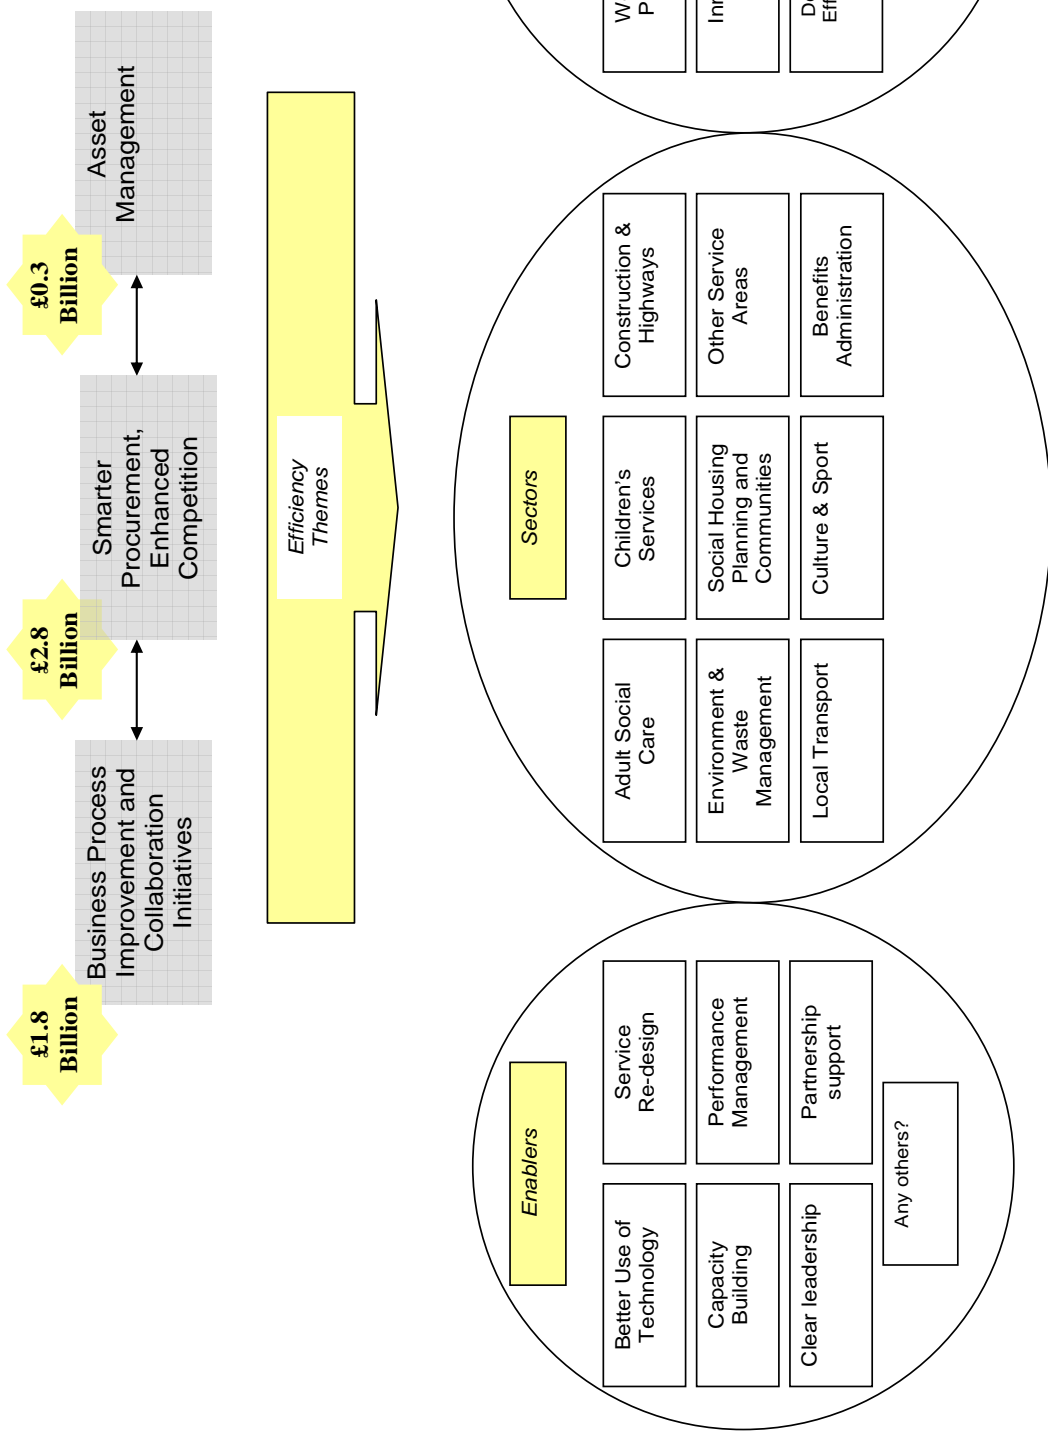 £1.8
Billion
£2.8
Billion
£0.3
Billion
Business Process
Improvement and
Collaboration
Initiatives
Smarter
Procurement,
Enhanced
Competition
Asset
Management
Efficiency
Themes
Enablers
Better Use of
Technology
Service
Re-design
Capacity
Building
Performance
Management
Clear leadership
Partnership
support
Any others?
Sectors
Adult Social
Care
Children's
Services
Construction &
Highways
Environment &
Waste
Management
Social Housing
Planning and
Communities
Other Service
Areas
Local Transport
Culture & Sport
Benefits
Administration